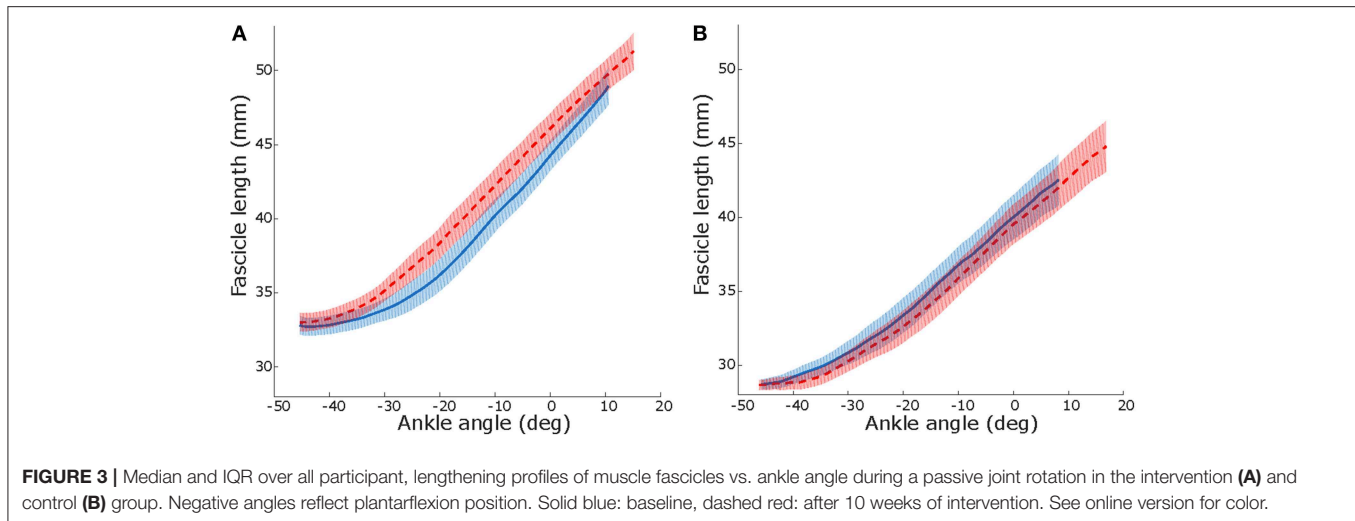 A
B
50
45
40
35
30
Fascicle length (mm)
-50 -40 -30 -20 -10 0 10 20
Ankle angle (deg)
50
45
40
35
30
Fascicle length (mm)
-50 -40 -30 -20 -10 0 10 20
Ankle angle (deg)
FIGURE 3 | Median and IQR over all participant, lengthening profiles of muscle fascicles vs. ankle angle during a passive joint rotation in the intervention (A) and
control (B) group. Negative angles reflect plantarflexion position. Solid blue: baseline, dashed red: after 10 weeks of intervention. See online version for color.